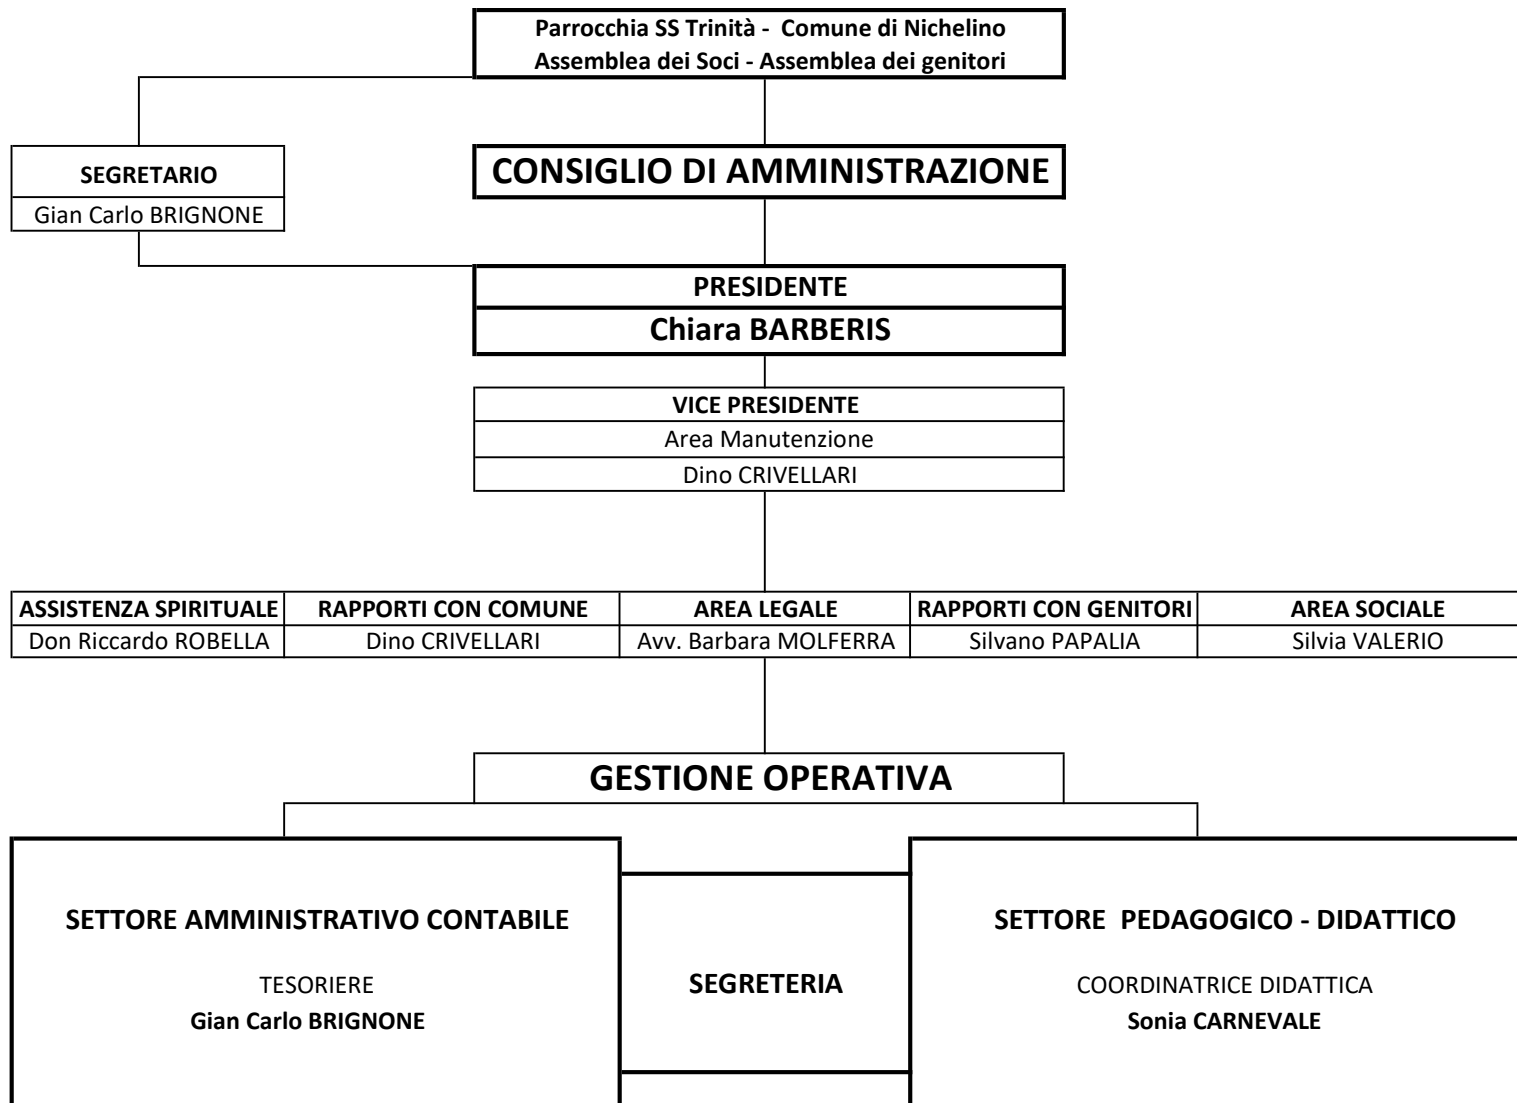 Parrocchia SS Trinità - Comune di Nichelino
Assemblea dei Soci - Assemblea dei genitori
SEGRETARIO
Gian Carlo BRIGNONE
CONSIGLIO DI AMMINISTRAZIONE
PRESIDENTE
Chiara BARBERIS
VICE PRESIDENTE
Area Manutenzione
Dino CRIVELLARI
ASSISTENZA SPIRITUALE
Don Riccardo ROBELLA
RAPPORTI CON COMUNE
Dino CRIVELLARI
AREA LEGALE
Avv. Barbara MOLFERRA
RAPPORTI CON GENITORI
Silvano PAPALIA
AREA SOCIALE
Silvia VALERIO
GESTIONE OPERATIVA
SETTORE AMMINISTRATIVO CONTABILE
TESORIERE
Gian Carlo BRIGNONE
SEGRETERIA
SETTORE PEDAGOGICO - DIDATTICO
COORDINATRICE DIDATTICA
Sonia CARNEVALE